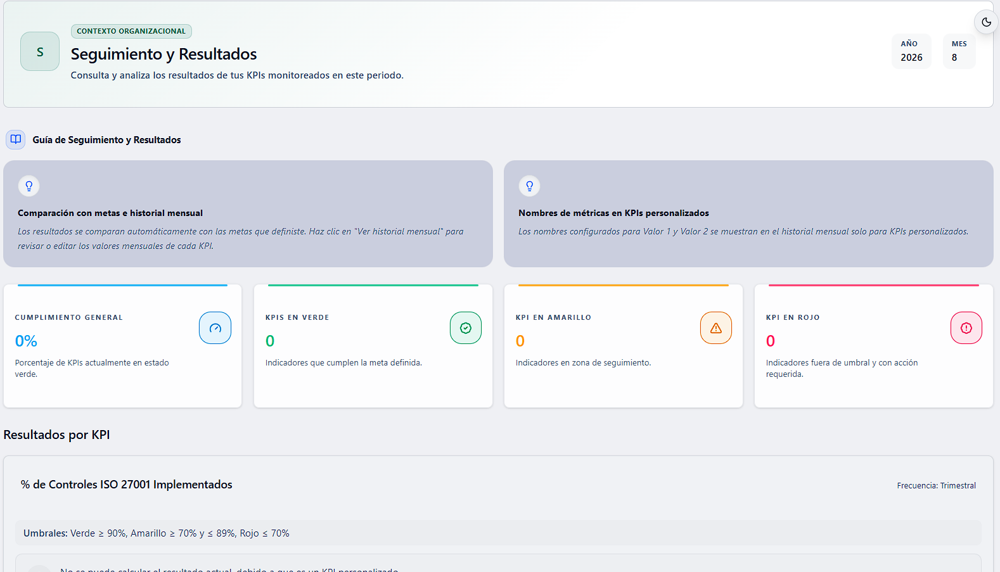 CONTEXTO ORGANIZACIONAL
S
Seguimiento y Resultados
Consulta y analiza los resultados de tus KPIs monitoreados en este periodo.
AÑO
2026
MES
8
Guía de Seguimiento y Resultados
Comparación con metas e historial mensual
Los resultados se comparan automáticamente con las metas que definiste. Haz clic en "Ver historial mensual" para
revisar o editar los valores mensuales de cada KPI.
Nombres de métricas en KPIs personalizados
Los nombres configurados para Valor 1 y Valor 2 se muestran en el historial mensual solo para KPIs personalizados.
CUMPLIMIENTO GENERAL
0%
Porcentaje de KPIs actualmente en estado
verde.
KPIS EN VERDE
0
Indicadores que cumplen la meta definida.
KPI EN AMARILLO
0
Indicadores en zona de seguimiento.
KPI EN ROJO
0
Indicadores fuera de umbral y con acción
requerida.
Resultados por KPI
% de Controles ISO 27001 Implementados
Frecuencia: Trimestral
Umbrales: Verde ≥ 90%, Amarillo ≥ 70% y ≤ 89%, Rojo ≤ 70%
No se puede calcular el resultado actual, debido a que es un KPI personalizado